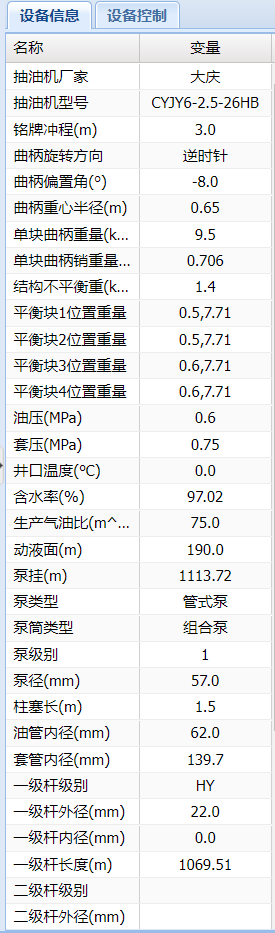 设备信息 设备控制
名称 变量
抽油机厂家 大庆
抽油机型号 CYJY6-2.5-26HB
铭牌冲程(m) 3.0
曲柄旋转方向 逆时针
曲柄偏置角(°) -8.0
曲柄重心半径(m) 0.65
单块曲柄重量(k... 9.5
单块曲柄销重量... 0.706
结构不平衡重(k... 1.4
平衡块1位置重量 0.5,7.71
平衡块2位置重量 0.5,7.71
平衡块3位置重量 0.6,7.71
平衡块4位置重量 0.6,7.71
油压(MPa) 0.6
套压(MPa) 0.75
井口温度(℃) 0.0
含水率(%) 97.02
生产气油比(m^... 75.0
动液面(m) 190.0
泵挂(m) 1113.72
泵类型 管式泵
泵筒类型 组合泵
泵级别 1
泵径(mm) 57.0
柱塞长(m) 1.5
油管内径(mm) 62.0
套管内径(mm) 139.7
一级杆级别 HY
一级杆外径(mm) 22.0
一级杆内径(mm) 0.0
一级杆长度(m) 1069.51
二级杆级别
二级杆外径(mm)